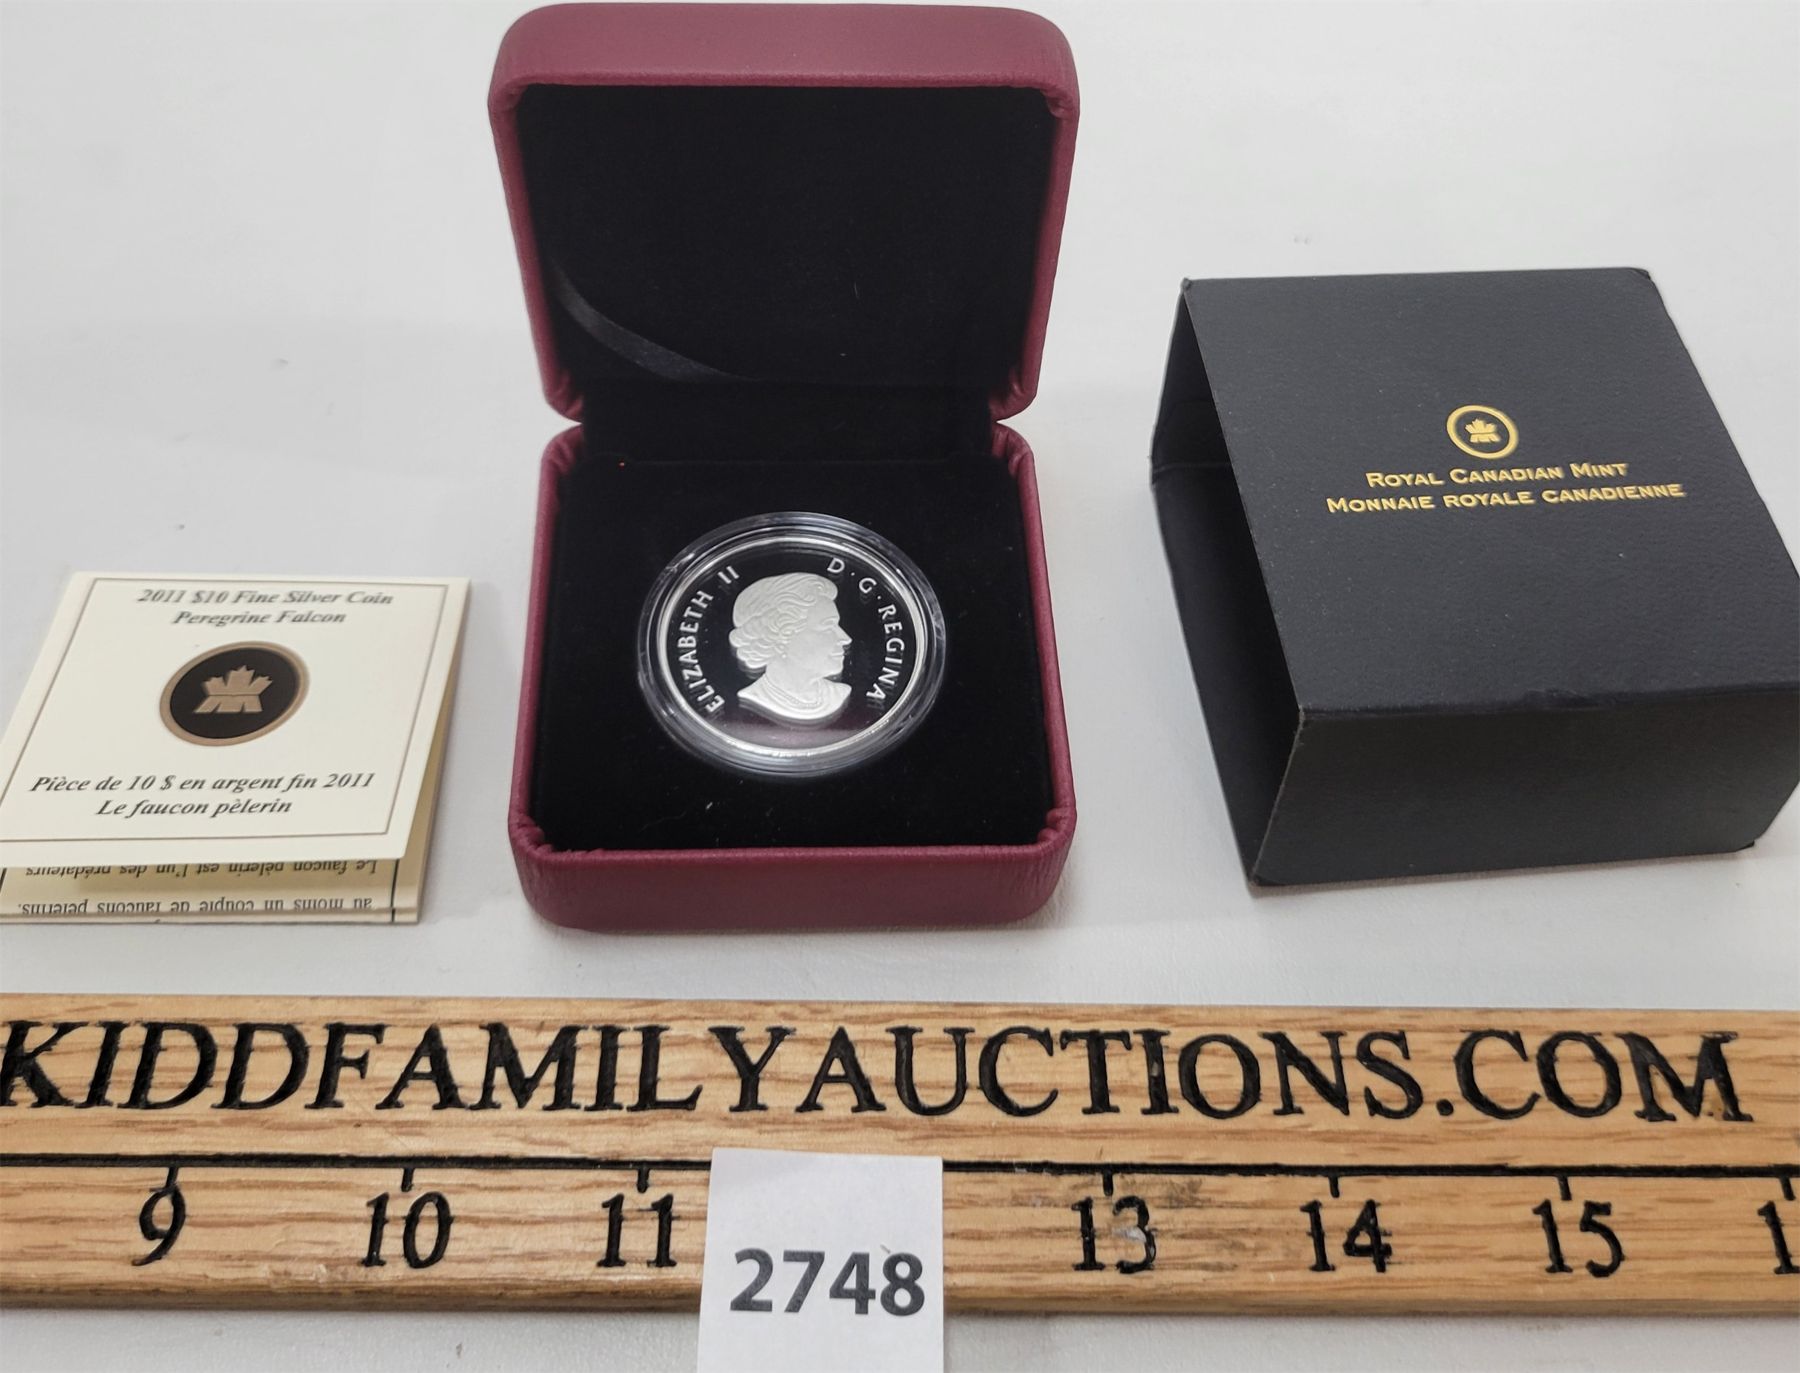 2011 $10 Fine Silver Coin
Peregrine Falcon
Pièce de 10 $ en argent fin 2011
Le faucon pèlerin
Le faucon pèlerin est l'un des prédateurs
au moins un couple de faucons pèlerins.
ELIZABETH II D·G·REGINA
ROYAL CANADIAN MINT
MONNAIE ROYALE CANADIENNE
KIDDFAMILYAUCTIONS.COM
9 10 11 13 14 15 1
2748